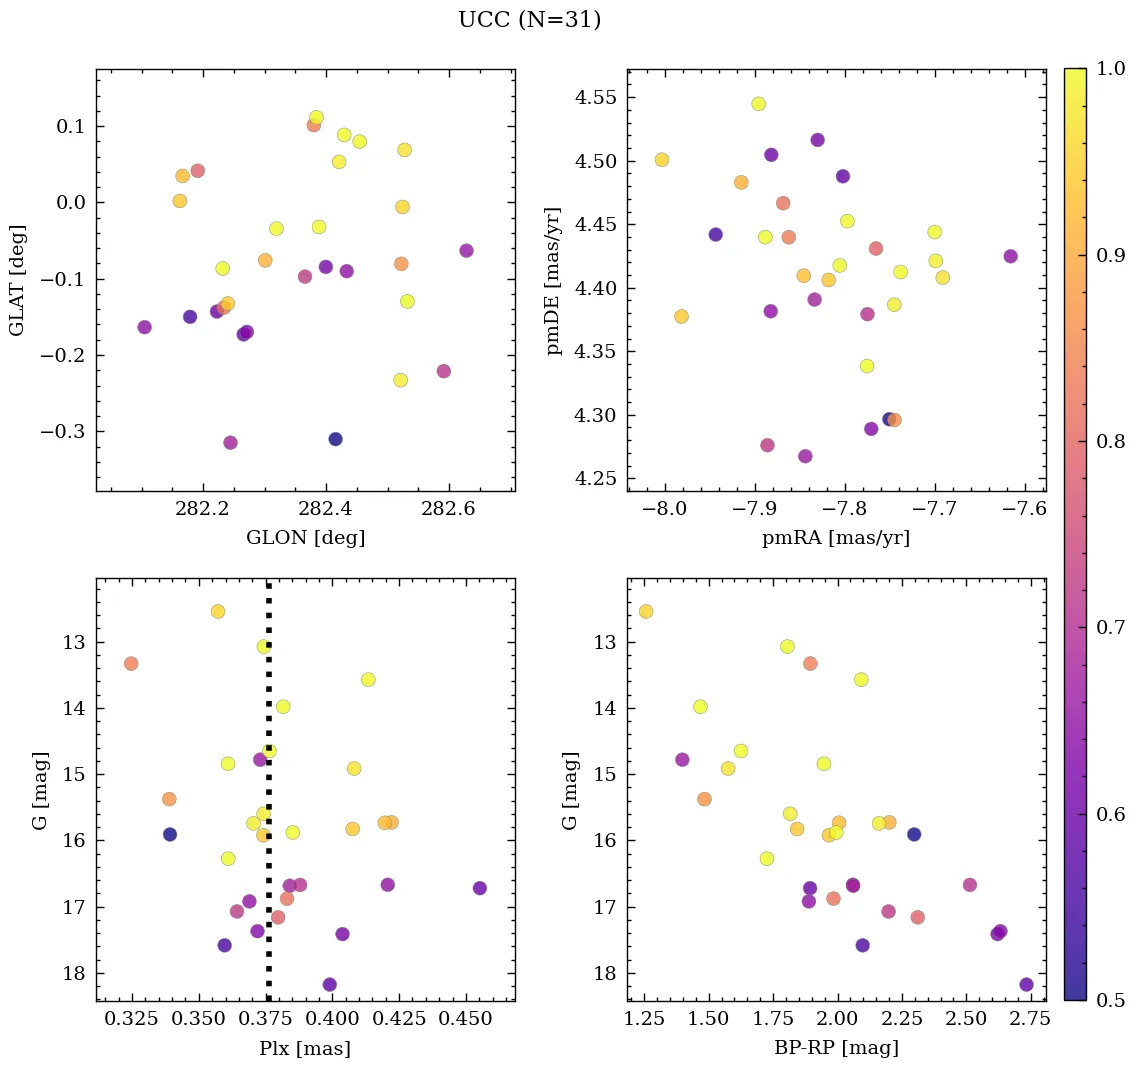 UCC (N=31)
0.1
0.0
−0.1
−0.2
−0.3
GLAT [deg]
282.2 282.4 282.6
GLON [deg]
4.55
4.50
4.45
4.40
4.35
4.30
4.25
pmDE [mas/yr]
−8.0 −7.9 −7.8 −7.7 −7.6
pmRA [mas/yr]
13
14
15
16
17
18
G [mag]
0.325 0.350 0.375 0.400 0.425 0.450
Plx [mas]
13
14
15
16
17
18
G [mag]
1.25 1.50 1.75 2.00 2.25 2.50 2.75
BP-RP [mag]
1.0
0.9
0.8
0.7
0.6
0.5